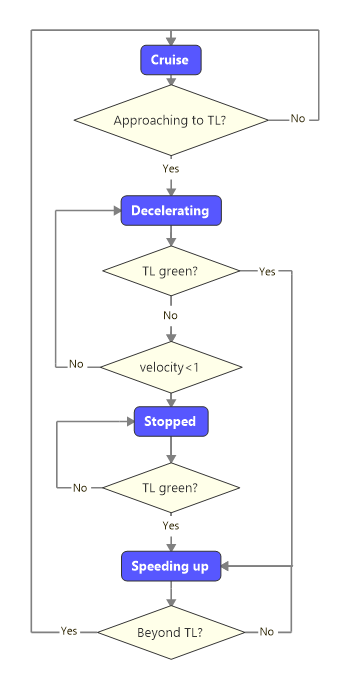 Cruise
Approaching to TL?
No
Yes
Decelerating
TL green?
Yes
No
velocity<1
No
Stopped
TL green?
No
Yes
Speeding up
Beyond TL?
Yes
No